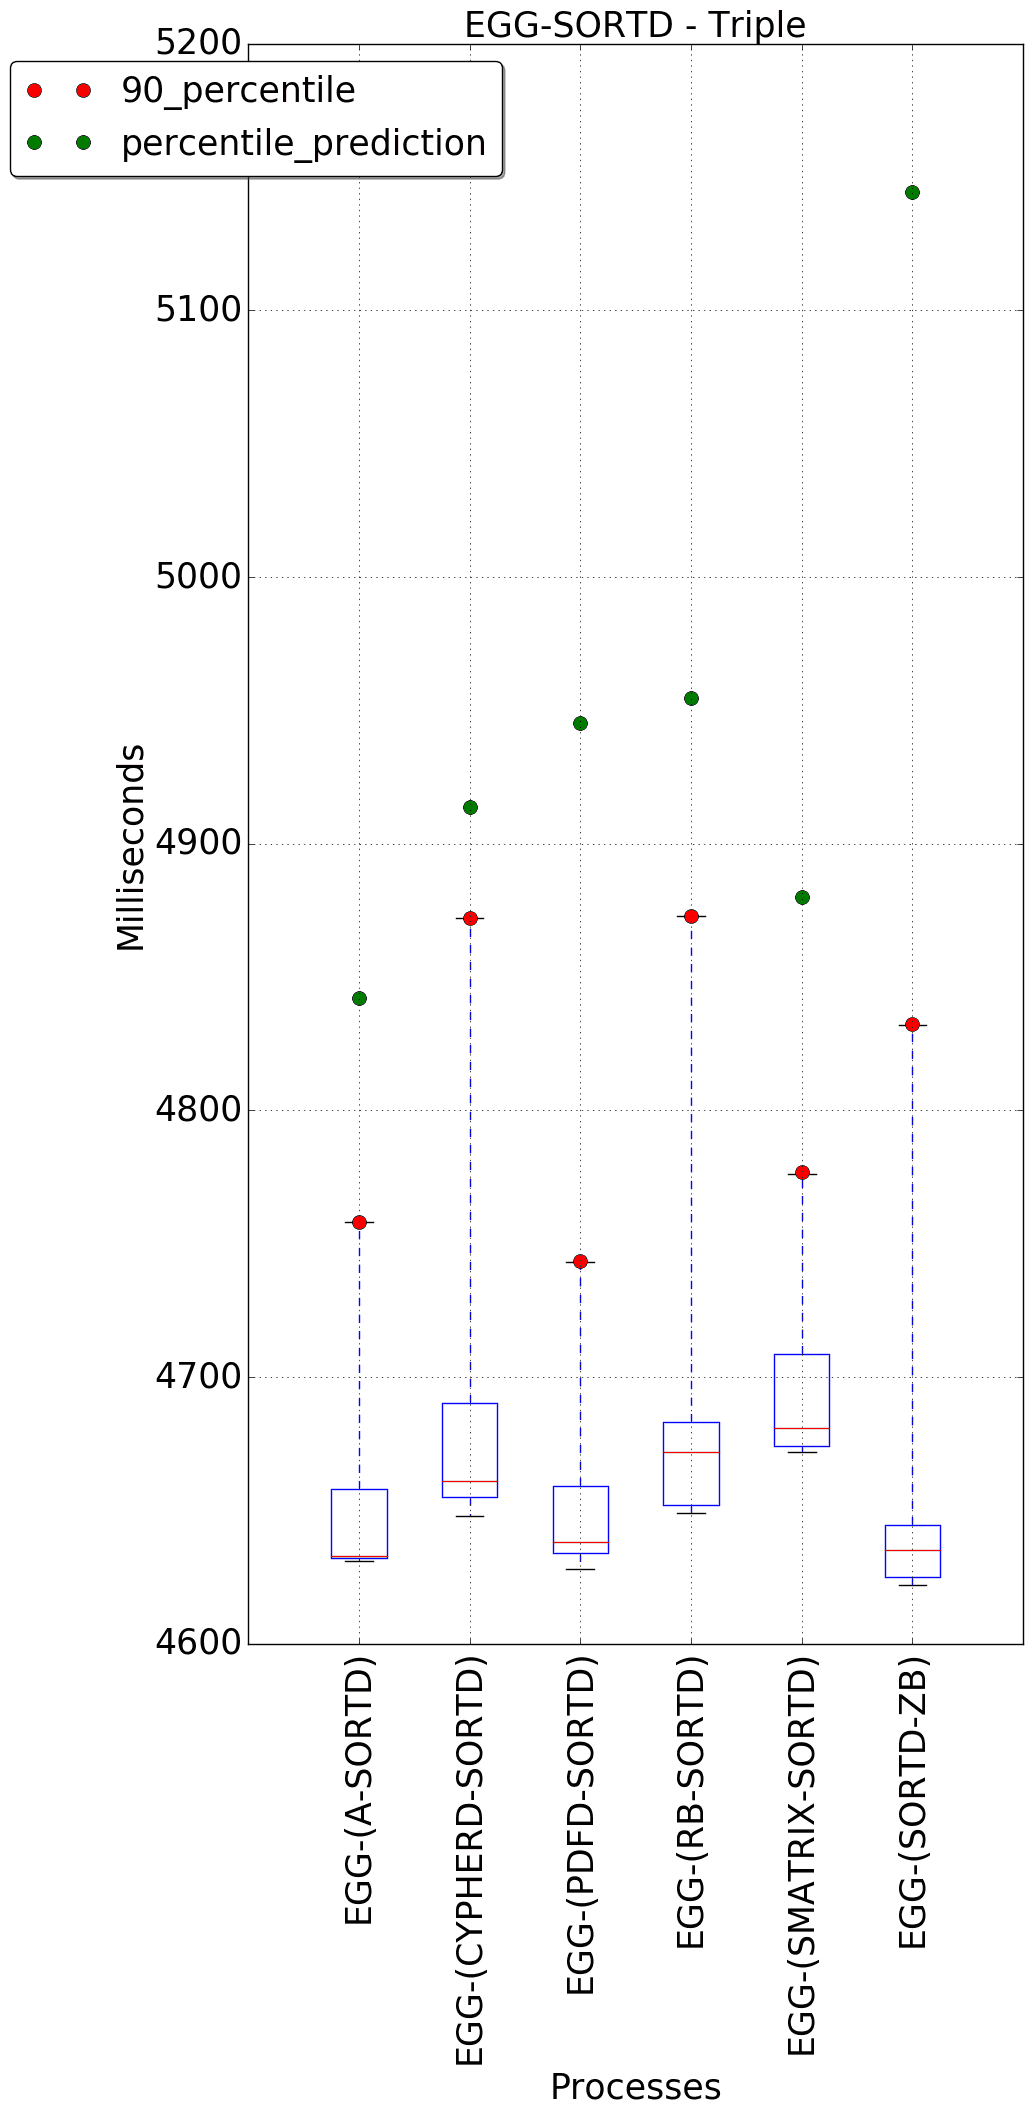 EGG-SORTD - Triple
90_percentile
percentile_prediction
5200
5100
5000
4900
4800
4700
4600
Milliseconds
EGG-(A-SORTD)
EGG-(CYPHERD-SORTD)
EGG-(PDFD-SORTD)
EGG-(RB-SORTD)
EGG-(SMATRIX-SORTD)
EGG-(SORTD-ZB)
Processes